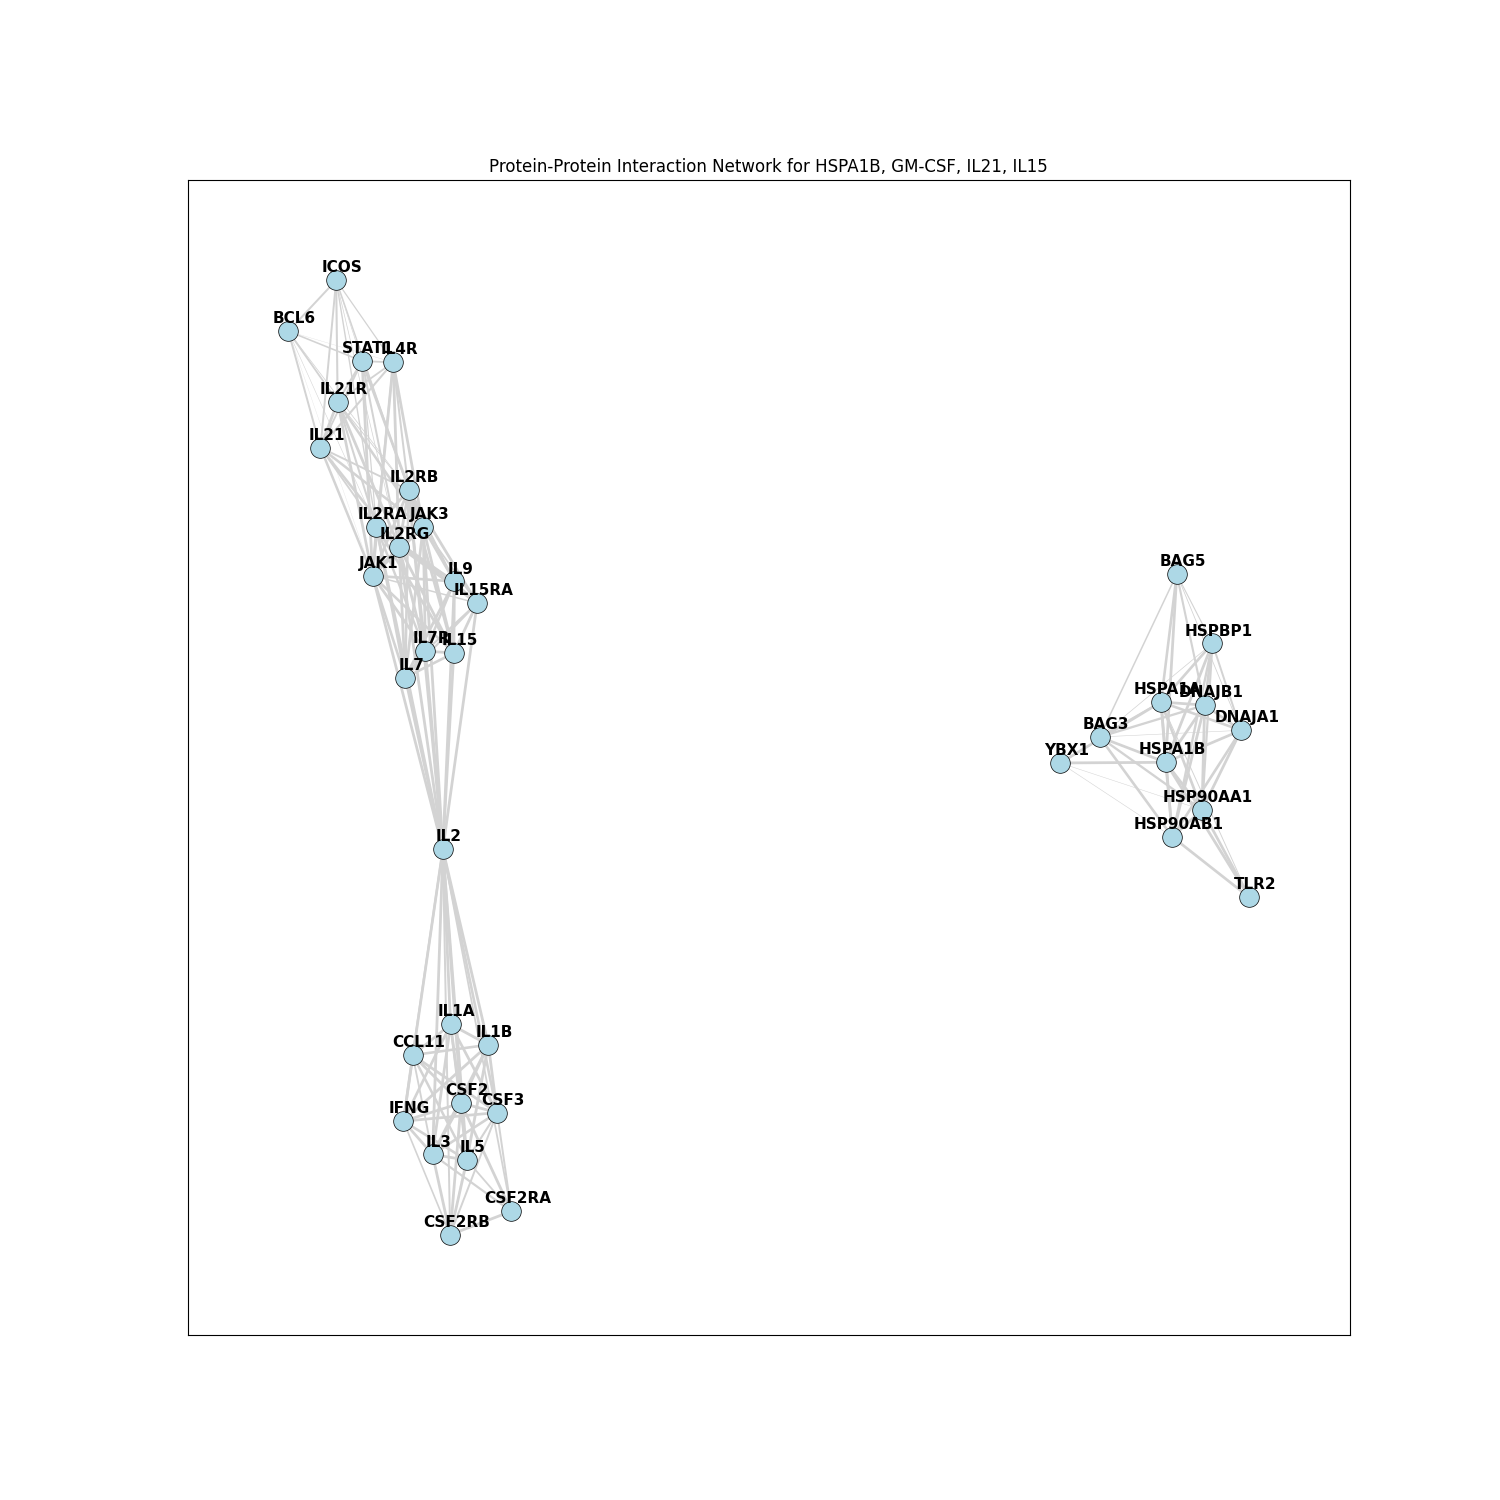 Protein-Protein Interaction Network for HSPA1B, GM-CSF, IL21, IL15
ICOS
BCL6
STAT1
IL4R
IL21R
IL21
IL2RB
IL2RA
JAK3
IL2RG
JAK1
IL9
IL15RA
IL7R
IL15
IL7
IL2
IL1A
IL1B
CCL11
CSF2
CSF3
IFNG
IL3
IL5
CSF2RA
CSF2RB
BAG5
HSPBP1
HSPA1A
DNAJB1
DNAJA1
BAG3
YBX1
HSPA1B
HSP90AA1
HSP90AB1
TLR2